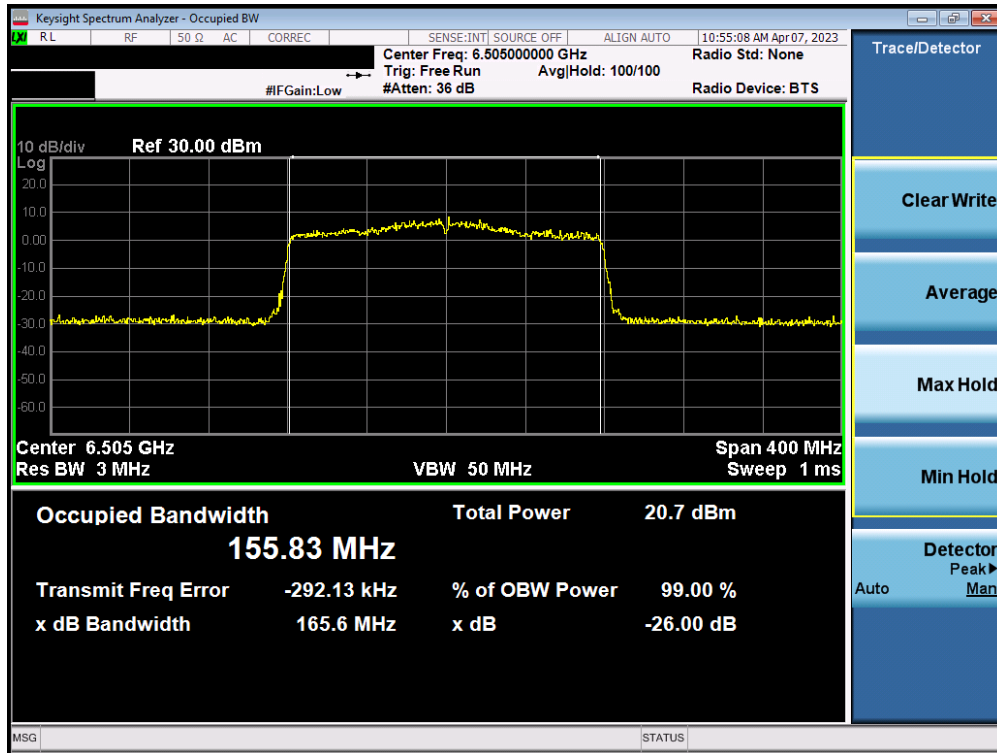 Keysight Spectrum Analyzer - Occupied BW
LXI RL RF 50 Ω AC CORREC SENSE:INT SOURCE OFF ALIGN AUTO 10:55:08 AM Apr 07, 2023
Center Freq: 6.505000000 GHz Radio Std: None
Trig: Free Run Avg|Hold: 100/100
#IFGain:Low #Atten: 36 dB Radio Device: BTS
10 dB/div Ref 30.00 dBm
Log
20.0
10.0
0.00
-10.0
-20.0
-30.0
-40.0
-50.0
-60.0
Center 6.505 GHz Span 400 MHz
Res BW 3 MHz VBW 50 MHz Sweep 1 ms
Occupied Bandwidth Total Power 20.7 dBm
155.83 MHz
Transmit Freq Error -292.13 kHz % of OBW Power 99.00 %
x dB Bandwidth 165.6 MHz x dB -26.00 dB
MSG STATUS
Trace/Detector
Clear Write
Average
Max Hold
Min Hold
Detector
Peak▶
Auto Man